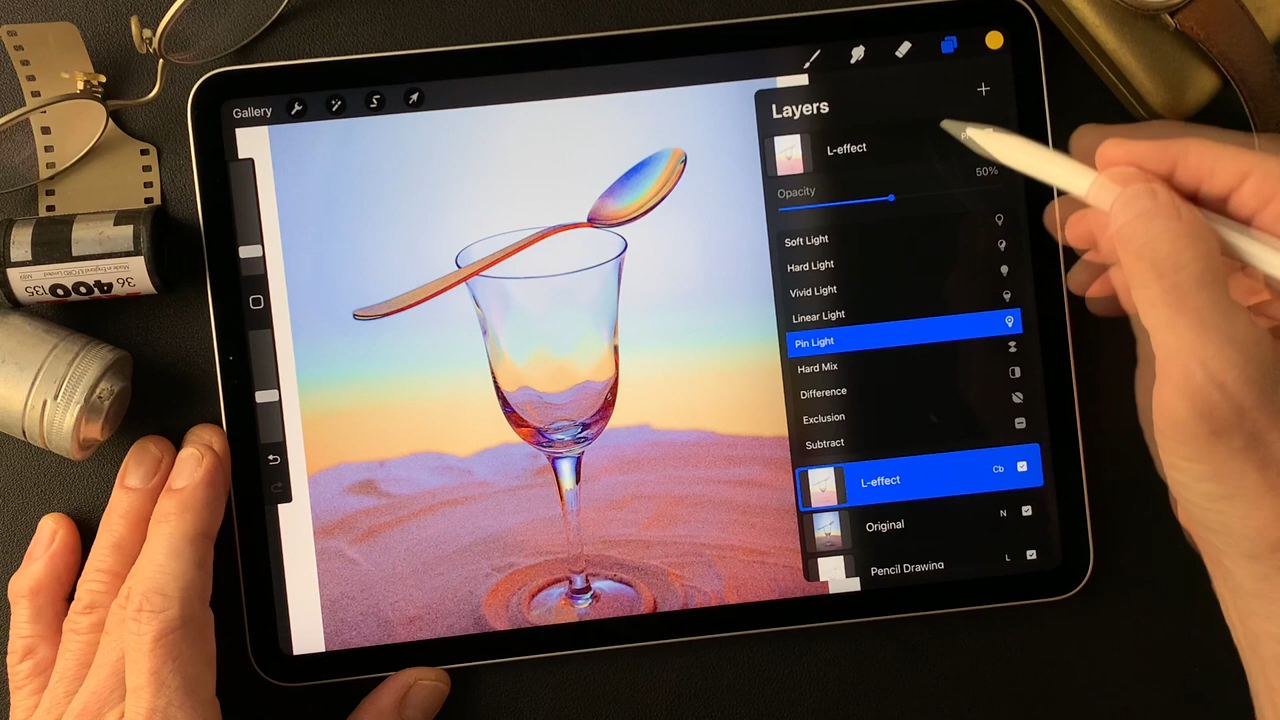 Gallery
Layers
L-effect
50%
Opacity
Soft Light
Hard Light
Vivid Light
Linear Light
Pin Light
Hard Mix
Difference
Exclusion
Subtract
L-effect Cb
Original N
Pencil Drawing L
36
400
135
Made in England